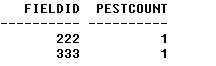 FIELDID PESTCOUNT
---------- ----------
222 1
333 1